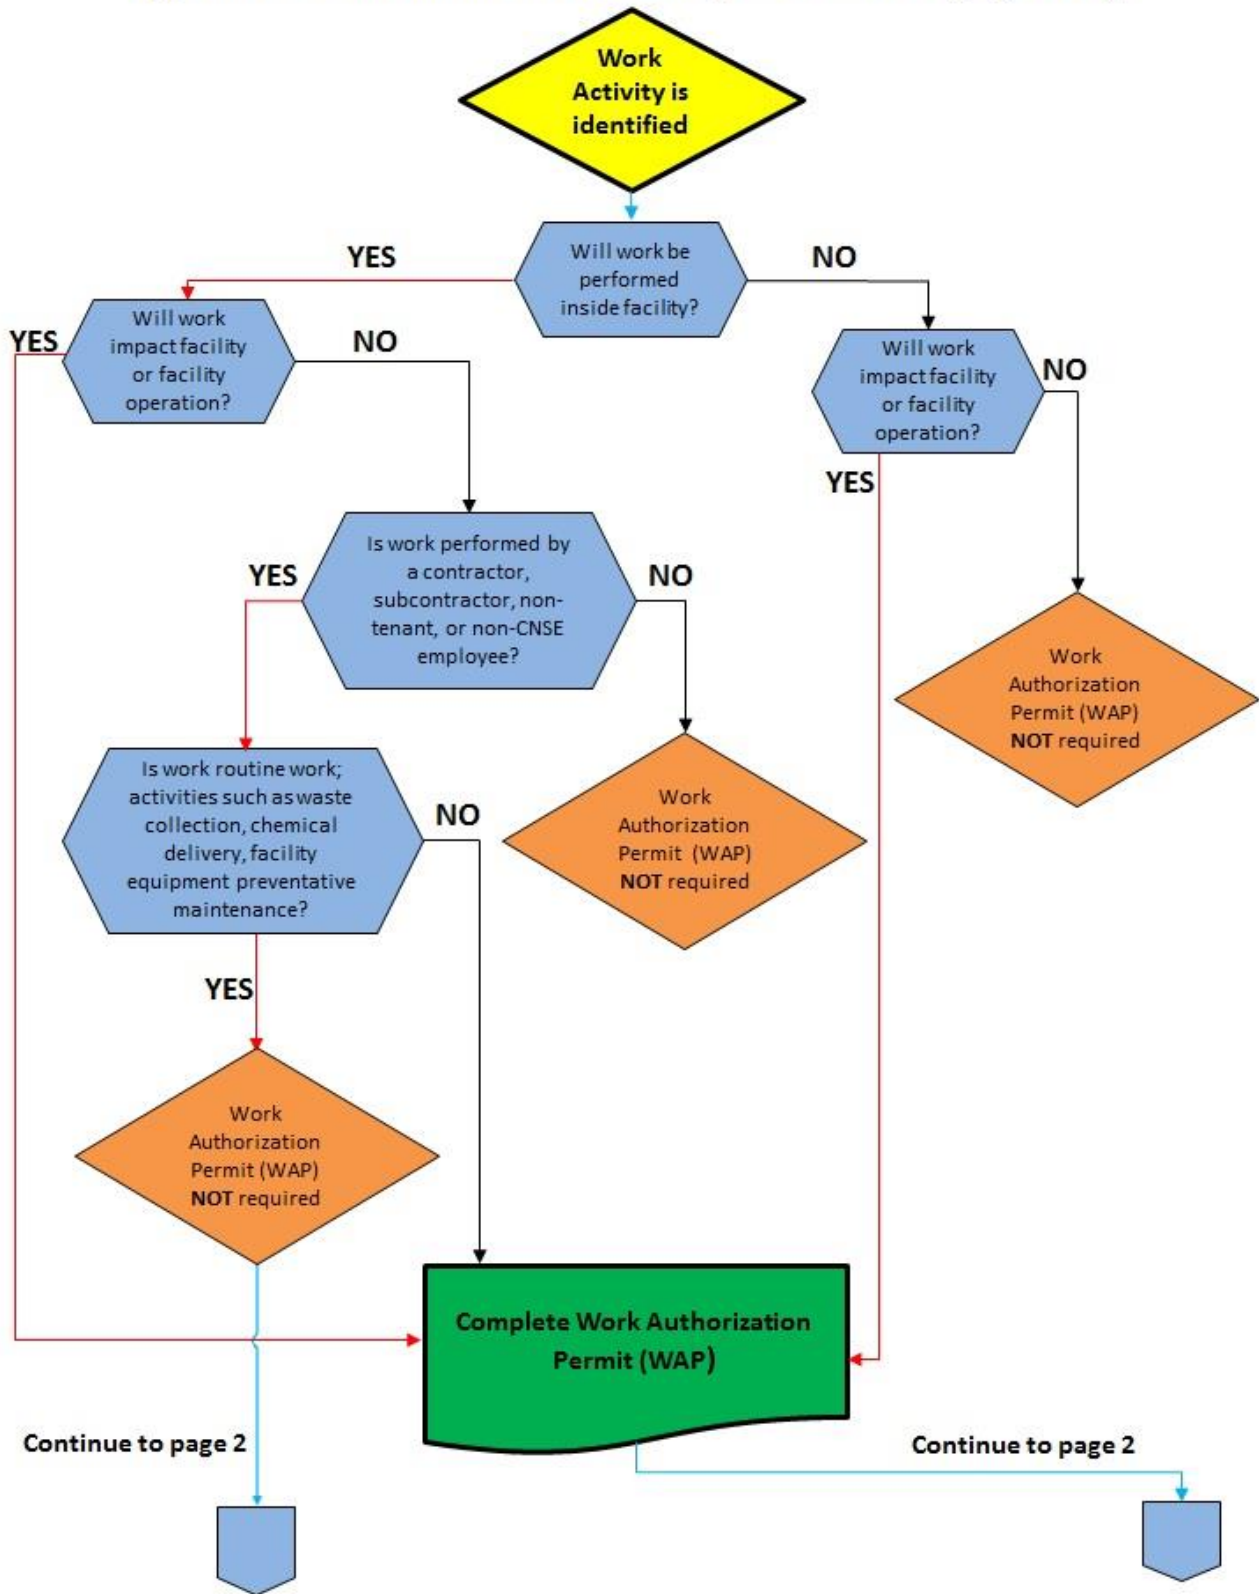 Work
Activity is
identified
Will work be
performed
inside facility?
YES
NO
Will work
impact facility
or facility
operation?
YES
NO
Will work
impact facility
or facility
operation?
NO
YES
Is work performed by
a contractor,
subcontractor, non-
tenant, or non-CNSE
employee?
YES
NO
Work
Authorization
Permit (WAP)
NOT required
Is work routine work;
activities such as waste
collection, chemical
delivery, facility
equipment preventative
maintenance?
NO
YES
Work
Authorization
Permit (WAP)
NOT required
Work
Authorization
Permit (WAP)
NOT required
Complete Work Authorization
Permit (WAP)
Continue to page 2
Continue to page 2